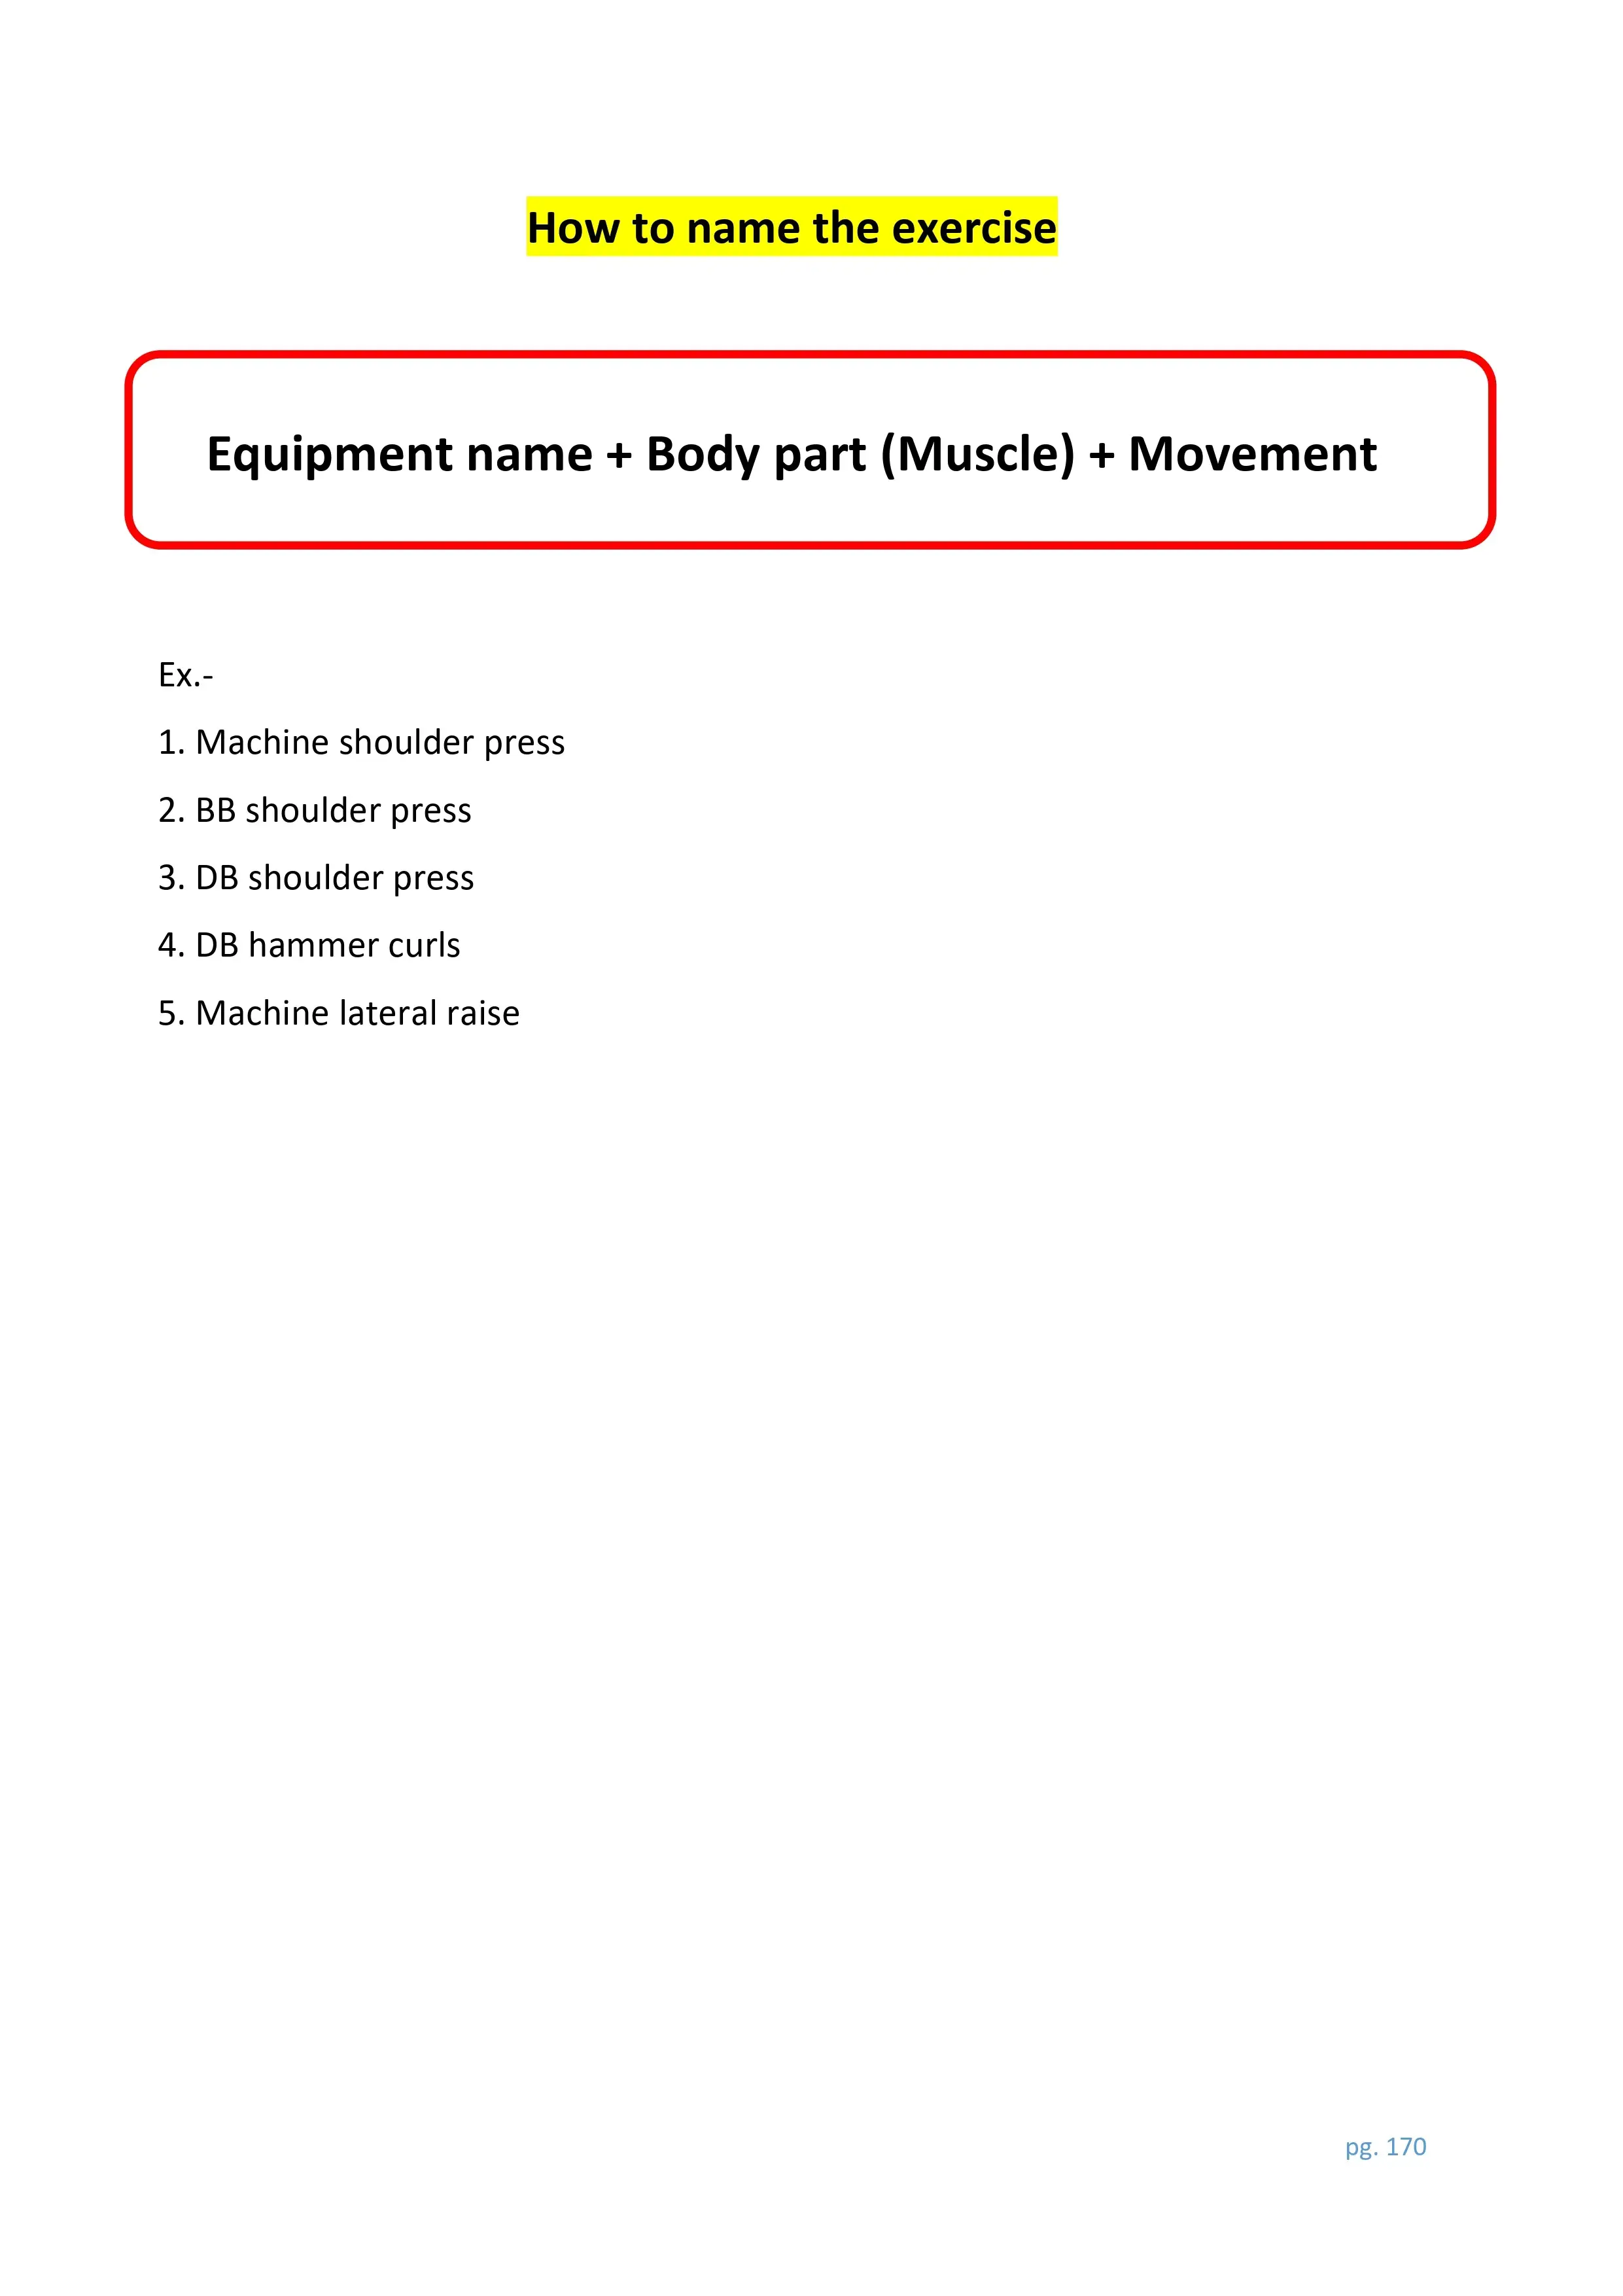 How to name the exercise
Equipment name + Body part (Muscle) + Movement
Ex.-
1. Machine shoulder press
2. BB shoulder press
3. DB shoulder press
4. DB hammer curls
5. Machine lateral raise
pg. 170